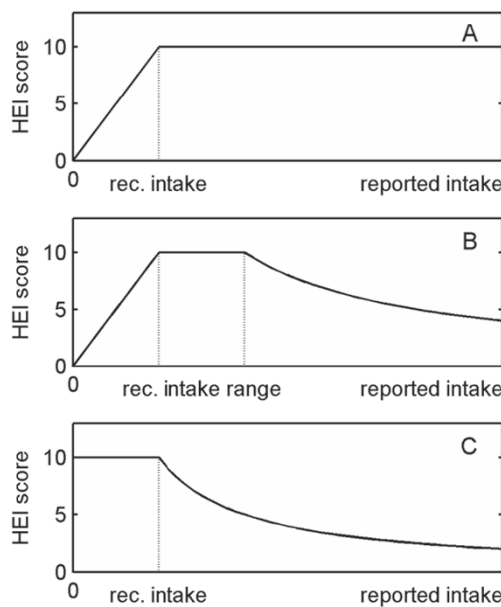 A
HEI score
10
5
0
0
rec. intake
reported intake
B
HEI score
10
5
0
0
rec. intake range
reported intake
C
HEI score
10
5
0
0
rec. intake
reported intake